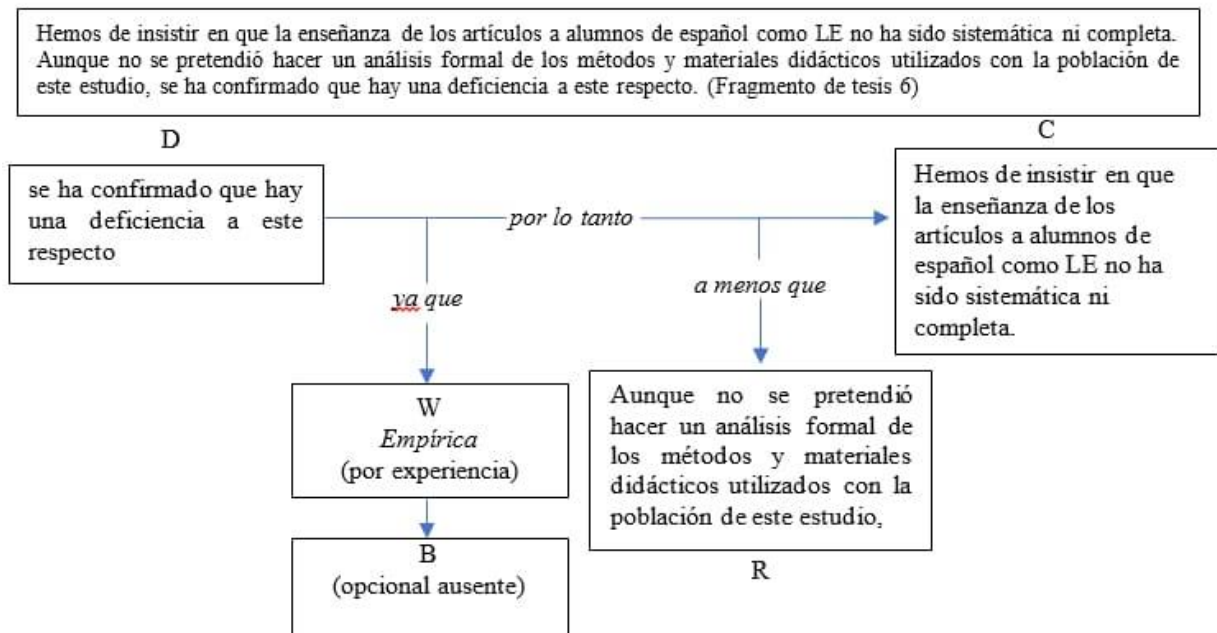 Hemos de insistir en que la enseñanza de los artículos a alumnos de español como LE no ha sido sistemática ni completa.
Aunque no se pretendió hacer un análisis formal de los métodos y materiales didácticos utilizados con la población de
este estudio, se ha confirmado que hay una deficiencia a este respecto. (Fragmento de tesis 6)
D
C
se ha confirmado que hay
una deficiencia a este
respecto
por lo tanto
Hemos de insistir en que
la enseñanza de los
artículos a alumnos de
español como LE no ha
sido sistemática ni
completa.
ya que
a menos que
W
Empírica
(por experiencia)
Aunque no se pretendió
hacer un análisis formal de
los métodos y materiales
didácticos utilizados con la
población de este estudio,
B
(opcional ausente)
R